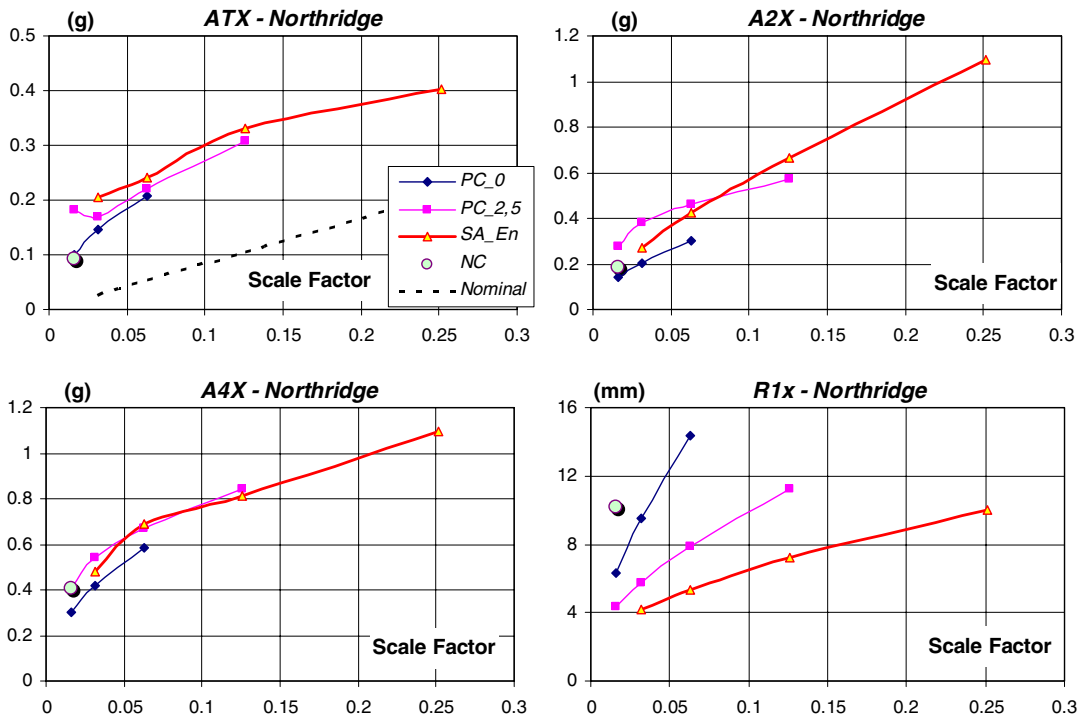 (g) ATX - Northridge
0.5
0.4
0.3
0.2
0.1
0
0 0.05 0.1 0.15 0.2 0.25 0.3
Scale Factor
PC_0
PC_2,5
SA_En
NC
Nominal
(g) A2X - Northridge
1.2
1
0.8
0.6
0.4
0.2
0
0 0.05 0.1 0.15 0.2 0.25 0.3
Scale Factor
(g) A4X - Northridge
1.2
1
0.8
0.6
0.4
0.2
0
0 0.05 0.1 0.15 0.2 0.25 0.3
Scale Factor
(mm) R1x - Northridge
16
12
8
4
0
0 0.05 0.1 0.15 0.2 0.25 0.3
Scale Factor